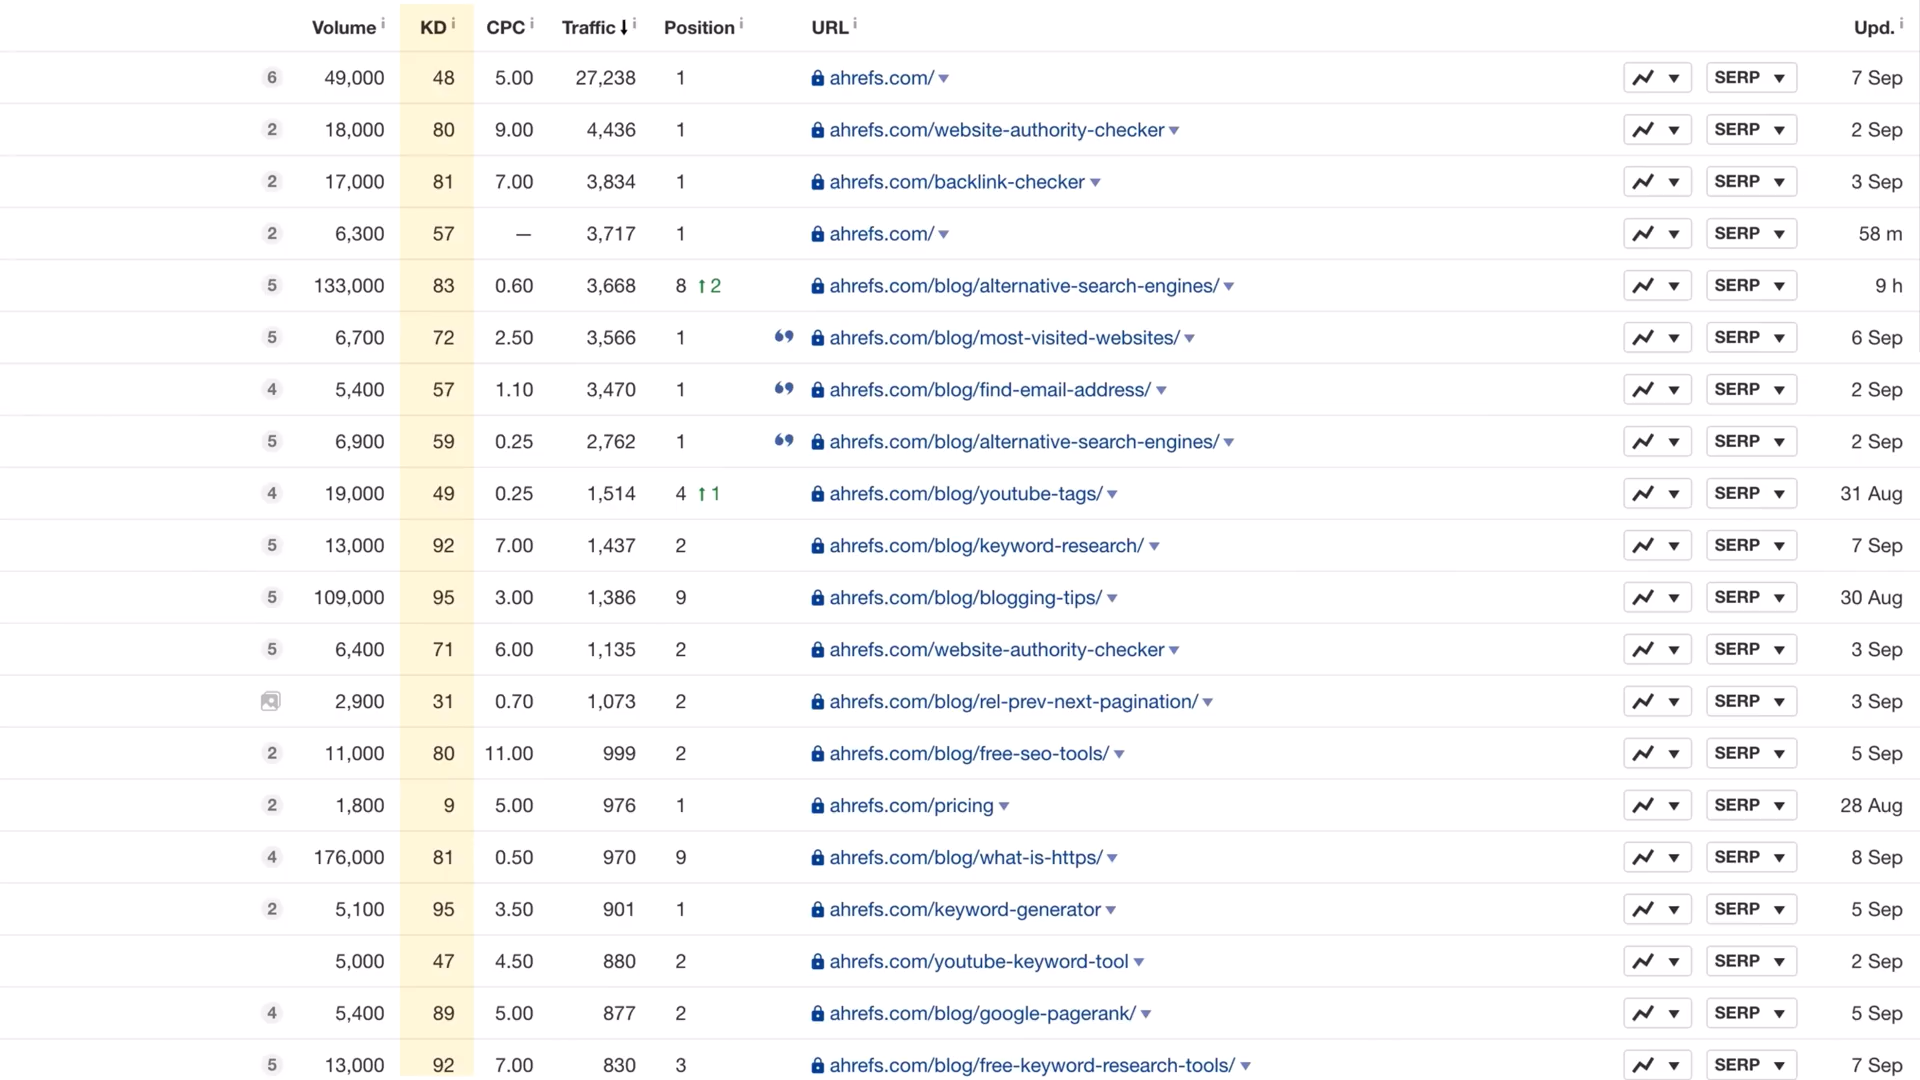 Volume i KD i CPC i Traffic ↓ i Position i URL i Upd. i
6 49,000 48 5.00 27,238 1 ahrefs.com/ SERP 7 Sep
2 18,000 80 9.00 4,436 1 ahrefs.com/website-authority-checker SERP 2 Sep
2 17,000 81 7.00 3,834 1 ahrefs.com/backlink-checker SERP 3 Sep
2 6,300 57 — 3,717 1 ahrefs.com/ SERP 58 m
5 133,000 83 0.60 3,668 8 ↑2 ahrefs.com/blog/alternative-search-engines/ SERP 9 h
5 6,700 72 2.50 3,566 1 ahrefs.com/blog/most-visited-websites/ SERP 6 Sep
4 5,400 57 1.10 3,470 1 ahrefs.com/blog/find-email-address/ SERP 2 Sep
5 6,900 59 0.25 2,762 1 ahrefs.com/blog/alternative-search-engines/ SERP 2 Sep
4 19,000 49 0.25 1,514 4 ↑1 ahrefs.com/blog/youtube-tags/ SERP 31 Aug
5 13,000 92 7.00 1,437 2 ahrefs.com/blog/keyword-research/ SERP 7 Sep
5 109,000 95 3.00 1,386 9 ahrefs.com/blog/blogging-tips/ SERP 30 Aug
5 6,400 71 6.00 1,135 2 ahrefs.com/website-authority-checker SERP 3 Sep
2,900 31 0.70 1,073 2 ahrefs.com/blog/rel-prev-next-pagination/ SERP 3 Sep
2 11,000 80 11.00 999 2 ahrefs.com/blog/free-seo-tools/ SERP 5 Sep
2 1,800 9 5.00 976 1 ahrefs.com/pricing SERP 28 Aug
4 176,000 81 0.50 970 9 ahrefs.com/blog/what-is-https/ SERP 8 Sep
2 5,100 95 3.50 901 1 ahrefs.com/keyword-generator SERP 5 Sep
5,000 47 4.50 880 2 ahrefs.com/youtube-keyword-tool SERP 2 Sep
4 5,400 89 5.00 877 2 ahrefs.com/blog/google-pagerank/ SERP 5 Sep
5 13,000 92 7.00 830 3 ahrefs.com/blog/free-keyword-research-tools/ SERP 7 Sep